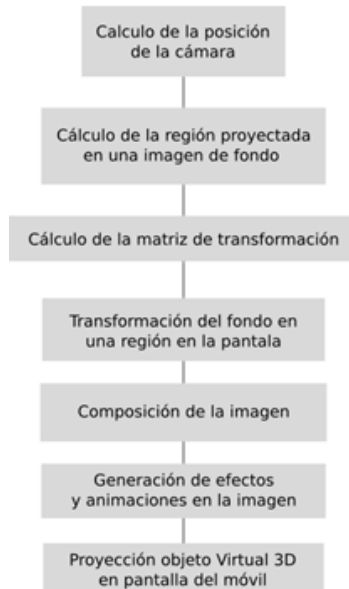 Calculo de la posición
de la cámara
Cálculo de la región proyectada
en una imagen de fondo
Cálculo de la matriz de transformación
Transformación del fondo en
una región en la pantala
Composición de la imagen
Generación de efectos
y animaciones en la imagen
Proyección objeto Virtual 3D
en pantalla del móvil